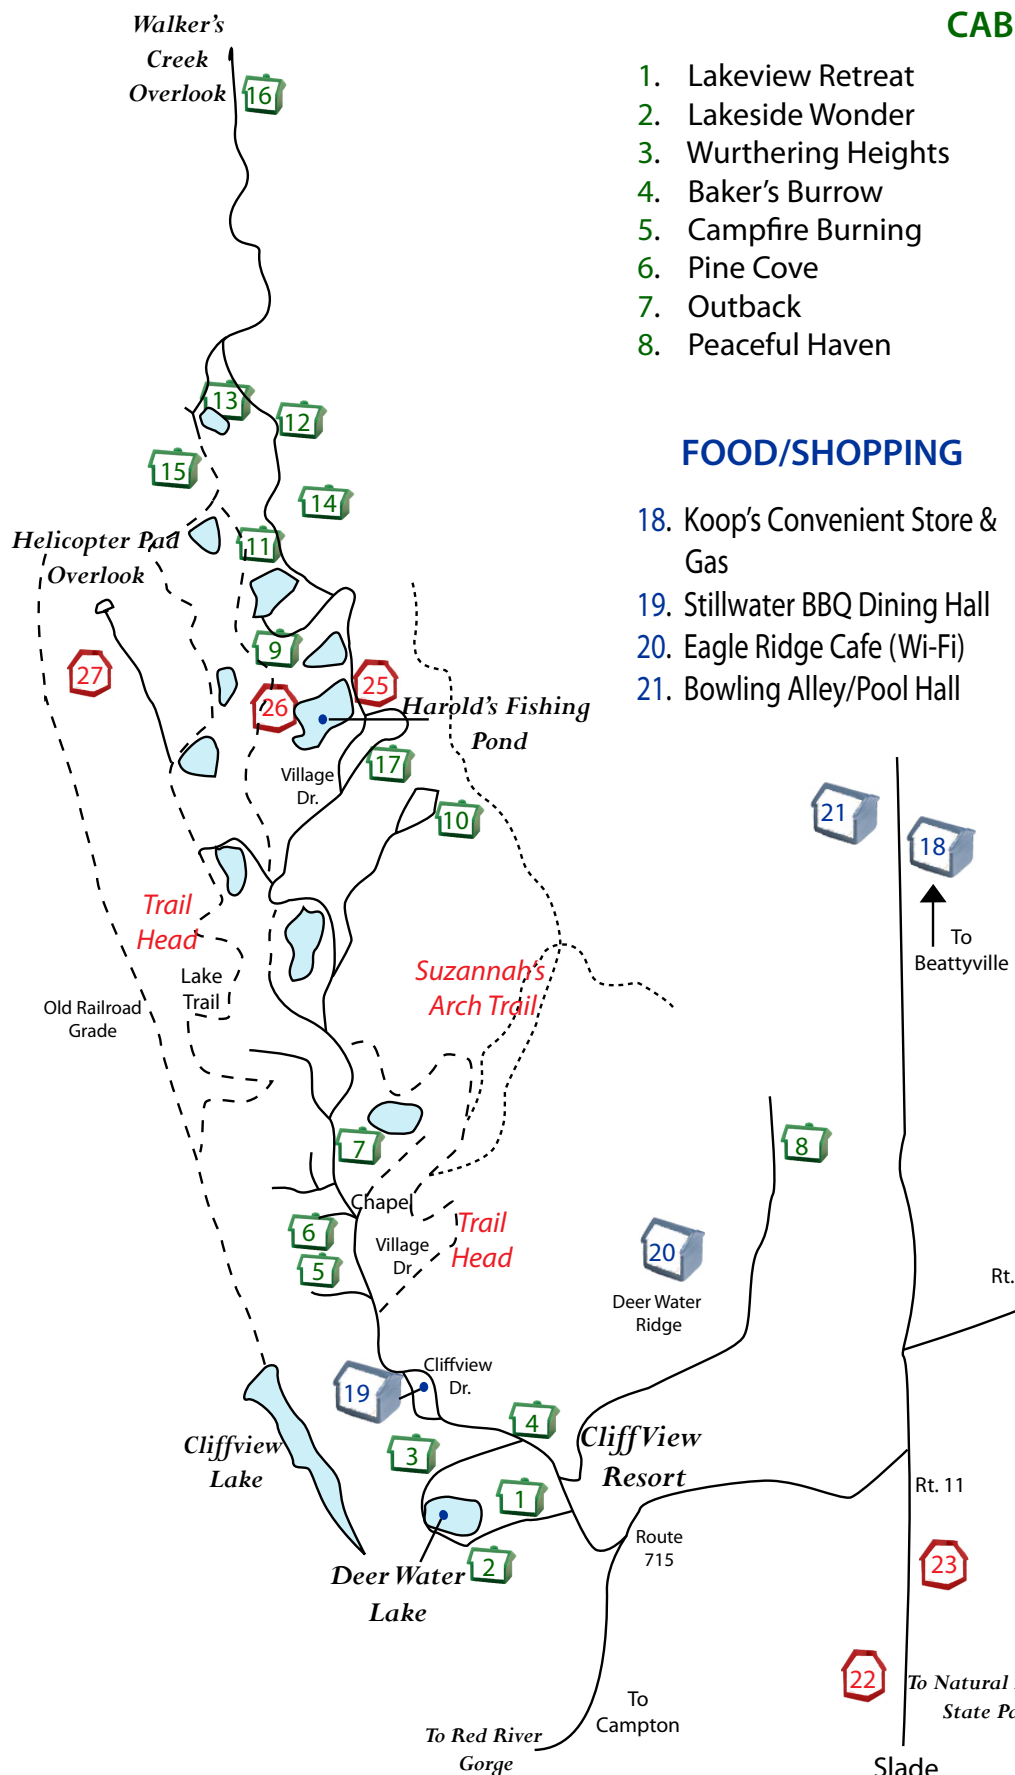 Walker's
Creek
Overlook
16
CAB
1. Lakeview Retreat
2. Lakeside Wonder
3. Wurthering Heights
4. Baker's Burrow
5. Campfire Burning
6. Pine Cove
7. Outback
8. Peaceful Haven
FOOD/SHOPPING
18. Koop's Convenient Store &
Gas
19. Stillwater BBQ Dining Hall
20. Eagle Ridge Cafe (Wi-Fi)
21. Bowling Alley/Pool Hall
13
12
15
14
11
Helicopter Pad
Overlook
9
27
26
25
Harold's Fishing
Pond
17
Village
Dr.
10
21
18
To
Beattyville
Trail
Head
Lake
Trail
Old Railroad
Grade
Suzannah's
Arch Trail
7
8
Chapel
6
5
Village
Dr
Trail
Head
20
Deer Water
Ridge
Rt.
19
Cliffview
Dr.
4
3
Cliffview
Lake
CliffView
Resort
1
Rt. 11
2
Deer Water
Lake
Route
715
23
22
To Natural
State Pa
To
Campton
To Red River
Gorge
Slade